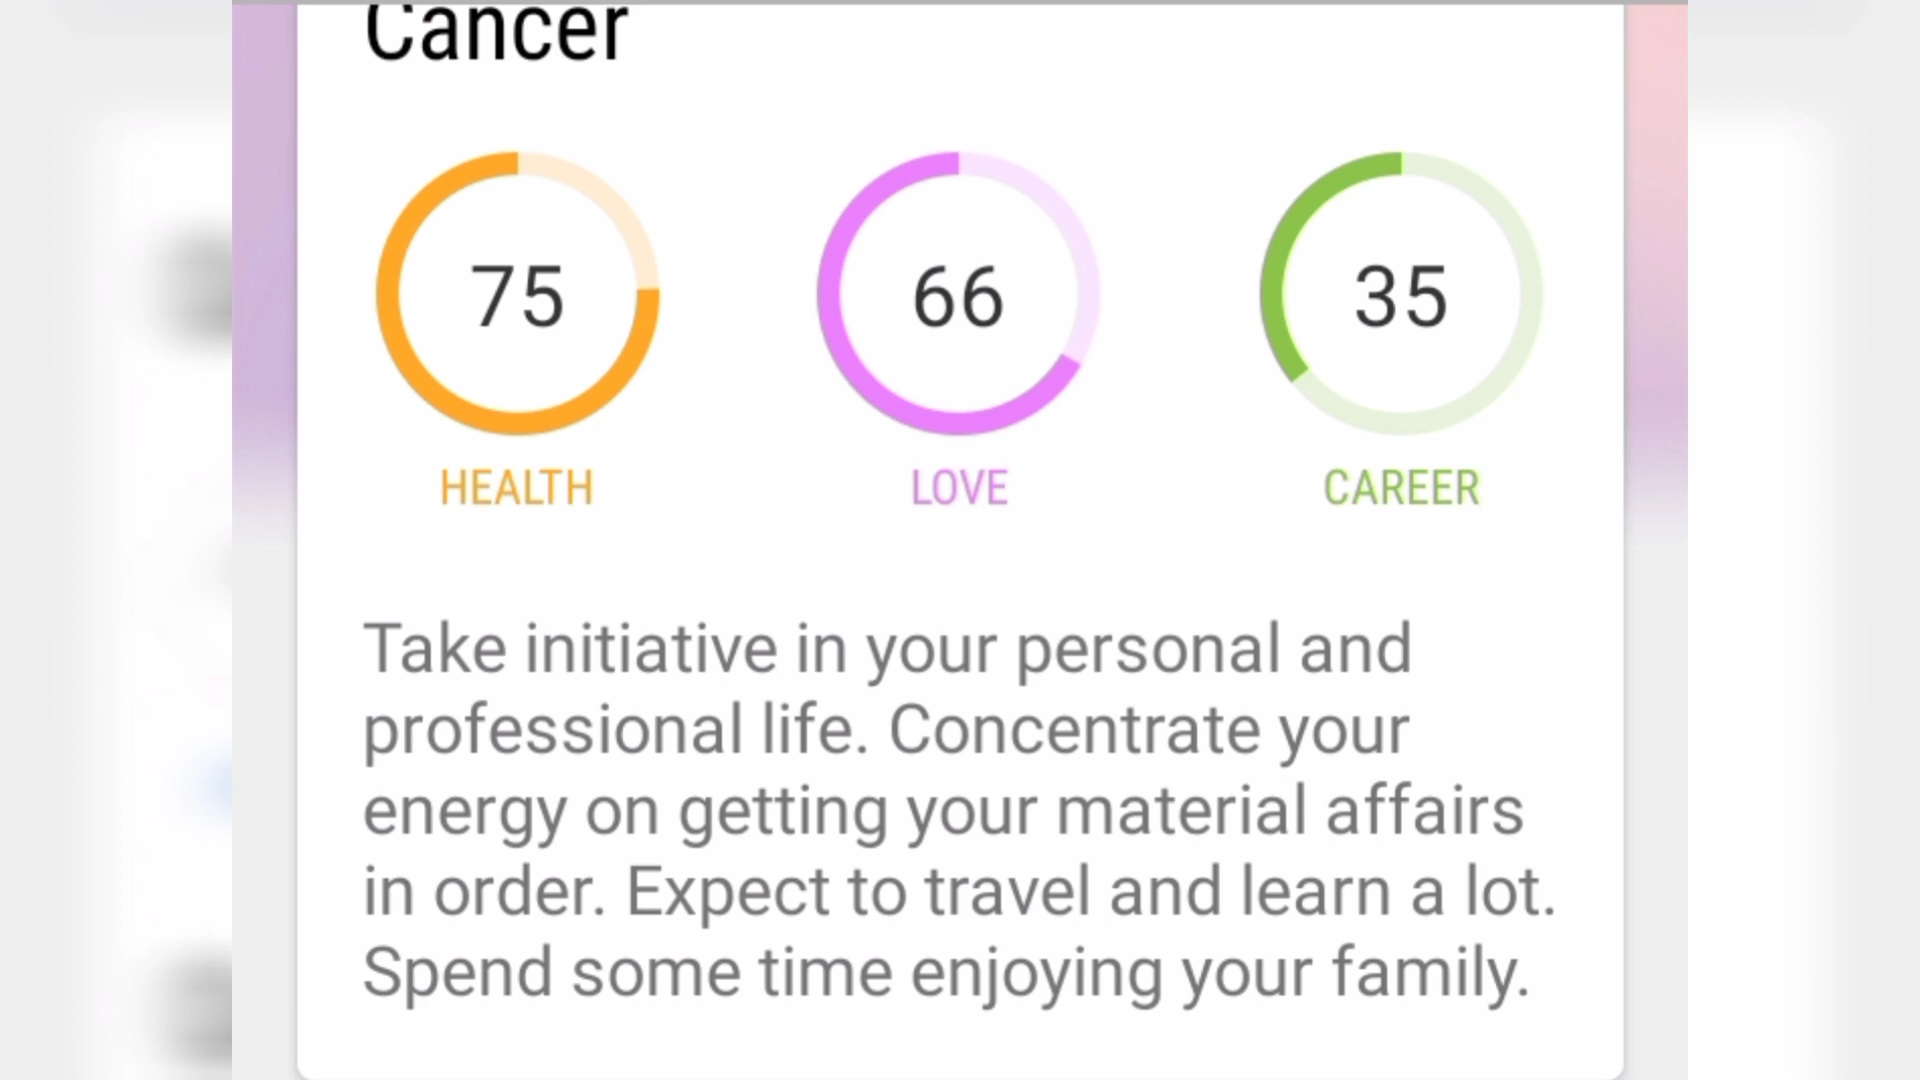 Cancer
75
66
35
HEALTH
LOVE
CAREER
Take initiative in your personal and
professional life. Concentrate your
energy on getting your material affairs
in order. Expect to travel and learn a lot.
Spend some time enjoying your family.